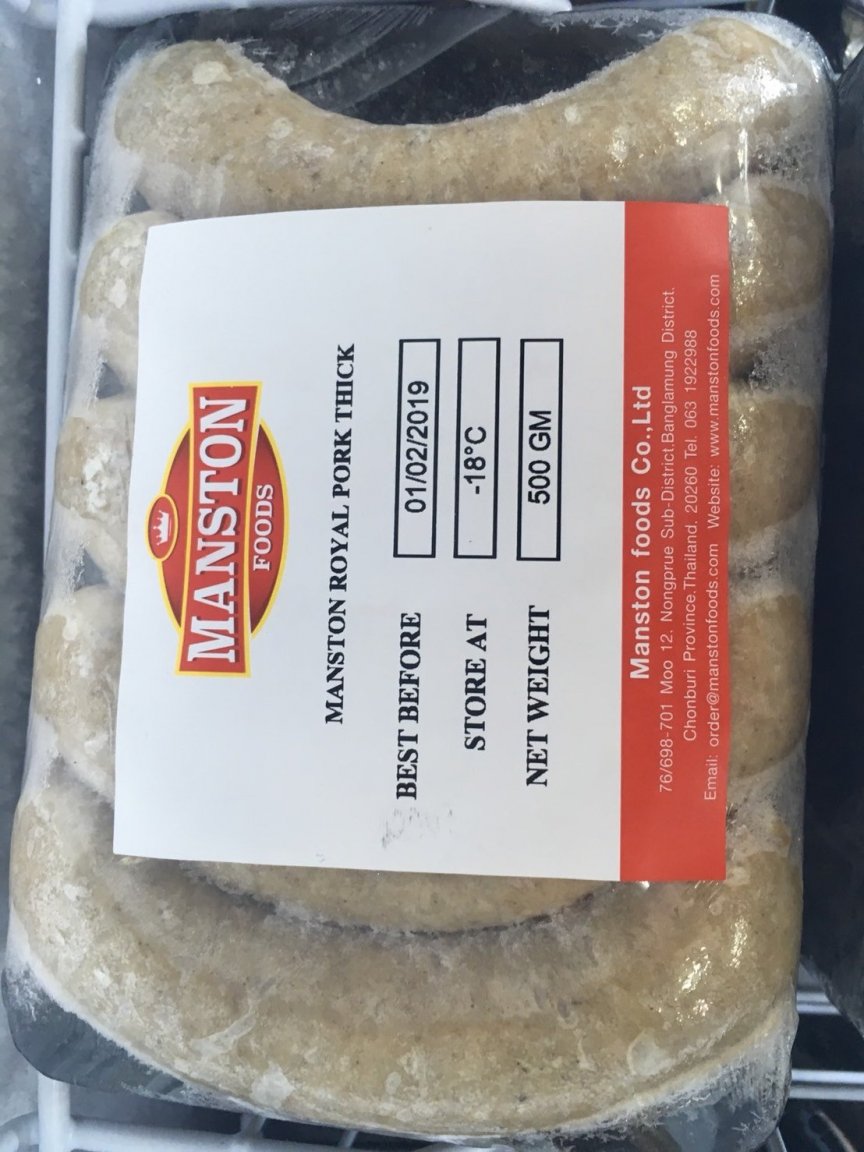 MANSTON
FOODS
MANSTON ROYAL PORK THICK
BEST BEFORE 01/02/2019
STORE AT -18°C
NET WEIGHT 500 GM
Manston foods Co.,Ltd
76/698-701 Moo 12. Nongprue Sub-District.Banglamung District.
Chonburi Province.Thailand. 20260 Tel. 063 1922988
Email: order@manstonfoods.com Website: www.manstonfoods.com